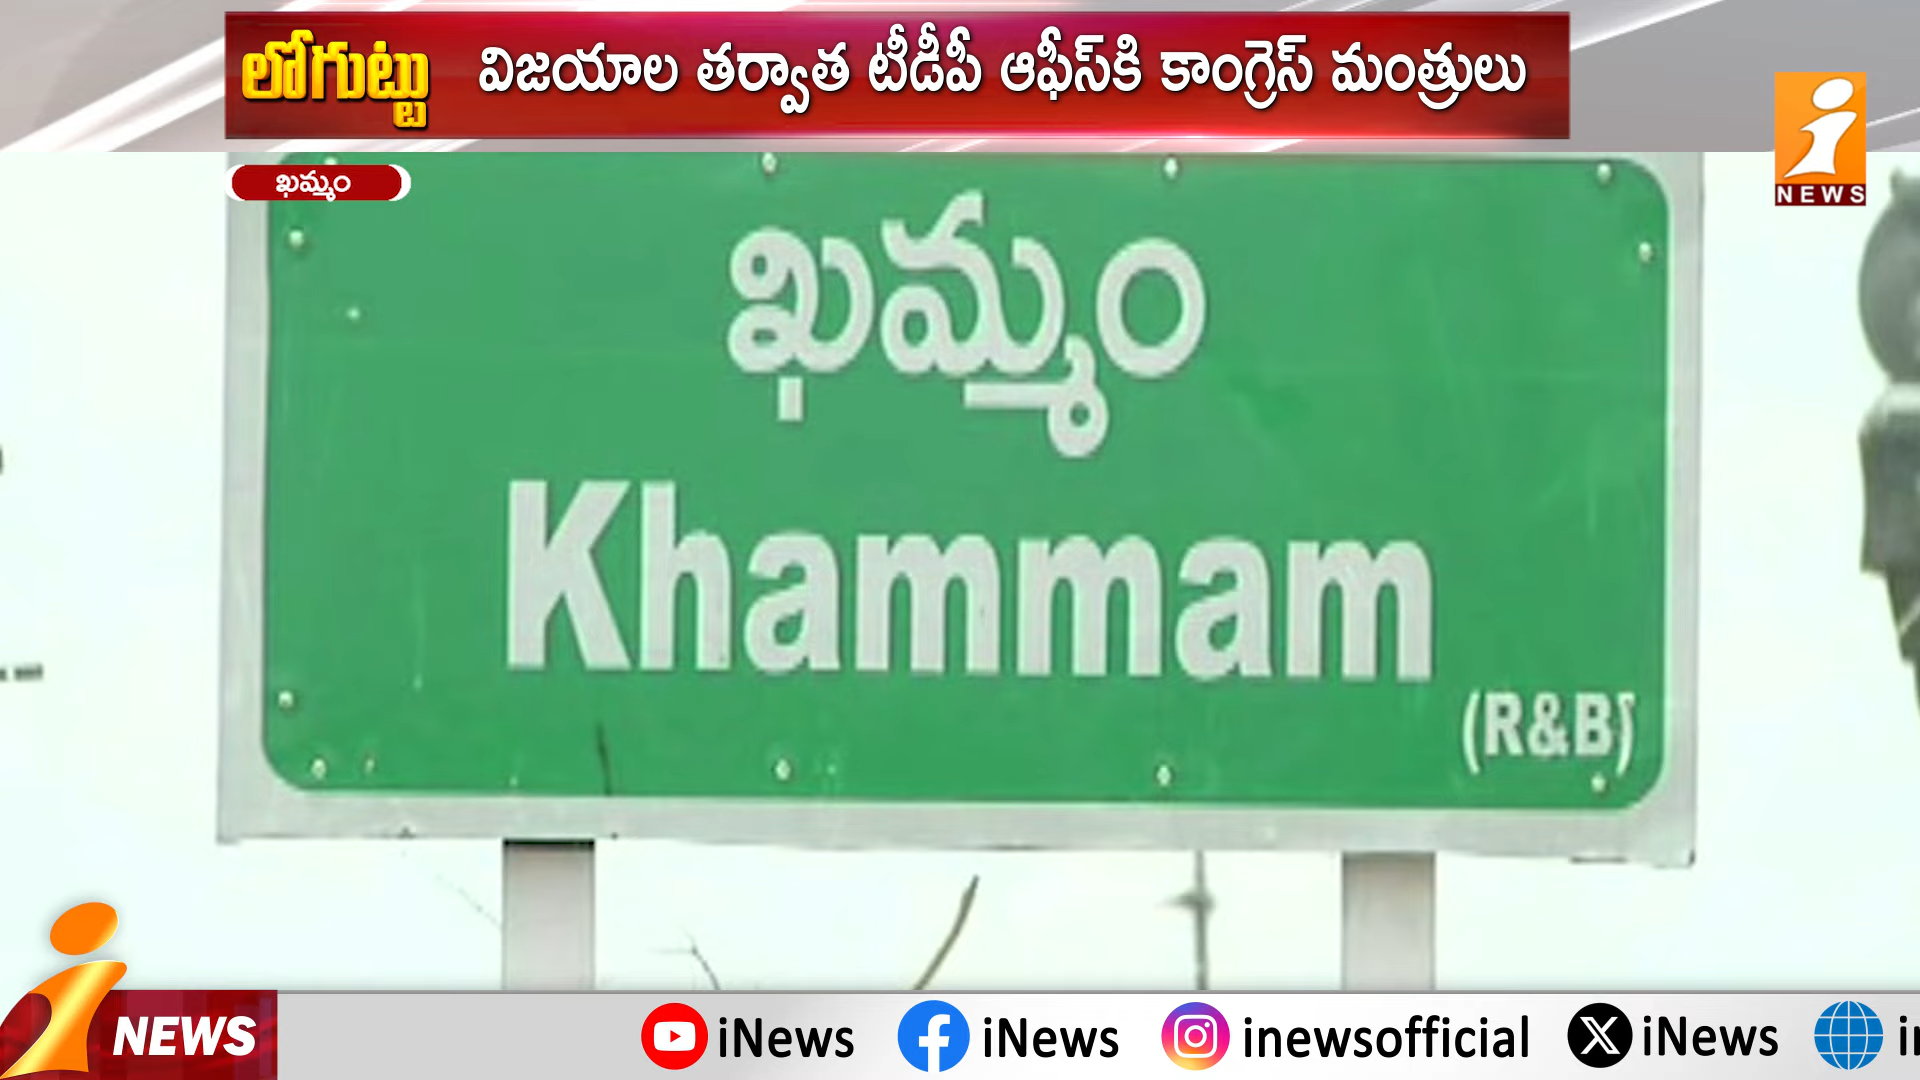 లోగుట్టు విజయాల తర్వాత టీడీపీ ఆఫీస్‌కి కాంగ్రెస్ మంత్రులు
i NEWS
ఖమ్మం
ఖమ్మం
Khammam
(R&B)
i NEWS
iNews iNews inewsofficial iNews